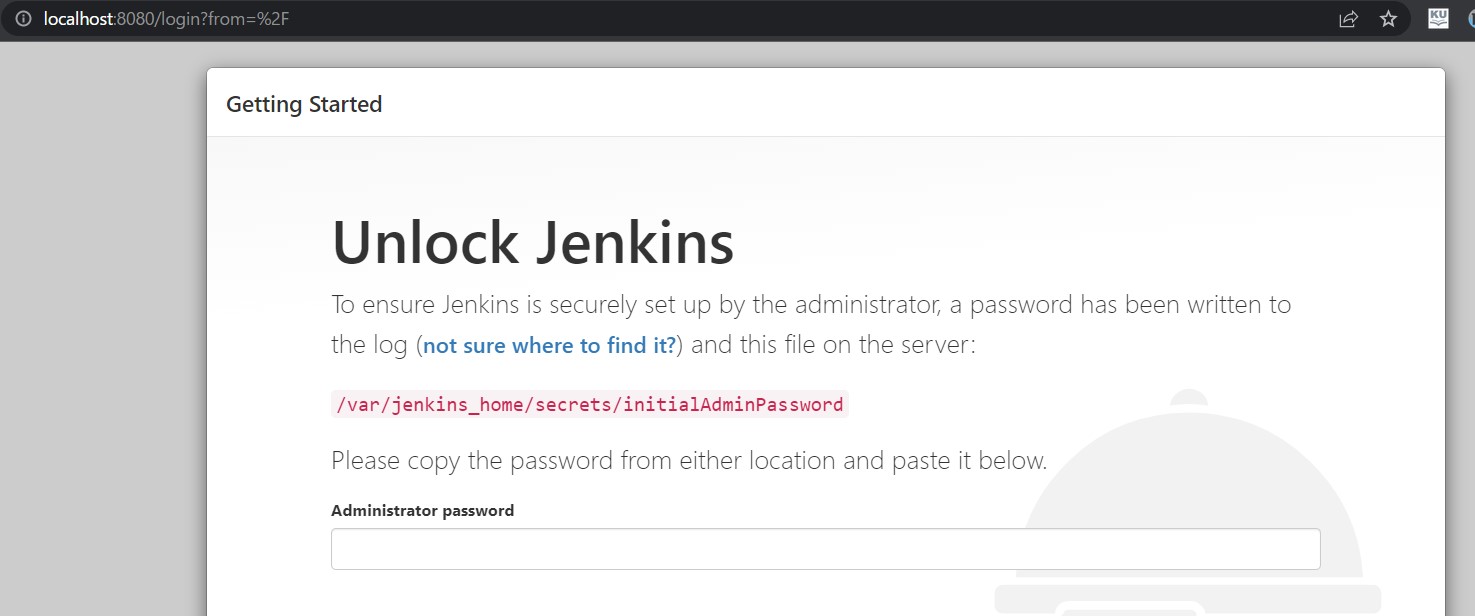 localhost:8080/login?from=%2F
KU
Getting Started
Unlock Jenkins
To ensure Jenkins is securely set up by the administrator, a password has been written to
the log (not sure where to find it?) and this file on the server:
/var/jenkins_home/secrets/initialAdminPassword
Please copy the password from either location and paste it below.
Administrator password